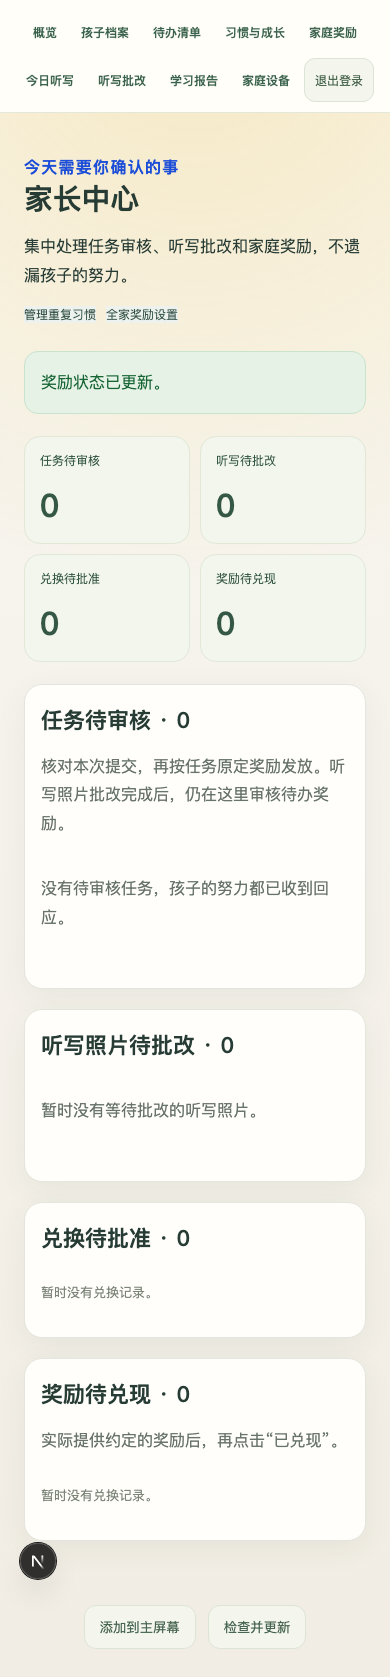 概览 孩子档案 待办清单 习惯与成长 家庭奖励
今日听写 听写批改 学习报告 家庭设备 退出登录
今天需要你确认的事
家长中心
集中处理任务审核、听写批改和家庭奖励，不遗
漏孩子的努力。
管理重复习惯 全家奖励设置
奖励状态已更新。
任务待审核
0
听写待批改
0
兑换待批准
0
奖励待兑现
0
任务待审核 · 0
核对本次提交，再按任务原定奖励发放。听
写照片批改完成后，仍在这里审核待办奖
励。
没有待审核任务，孩子的努力都已收到回
应。
听写照片待批改 · 0
暂时没有等待批改的听写照片。
兑换待批准 · 0
暂时没有兑换记录。
奖励待兑现 · 0
实际提供约定的奖励后，再点击“已兑现”。
暂时没有兑换记录。
N
添加到主屏幕 检查并更新